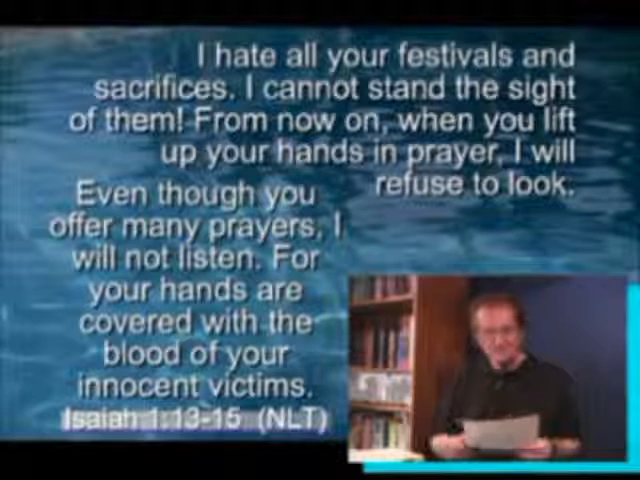 I hate all your festivals and
sacrifices. I cannot stand the sight
of them! From now on, when you lift
up your hands in prayer, I will
refuse to look.
Even though you
offer many prayers, I
will not listen. For
your hands are
covered with the
blood of your
innocent victims.
Isaiah 1:13-15 (NLT)